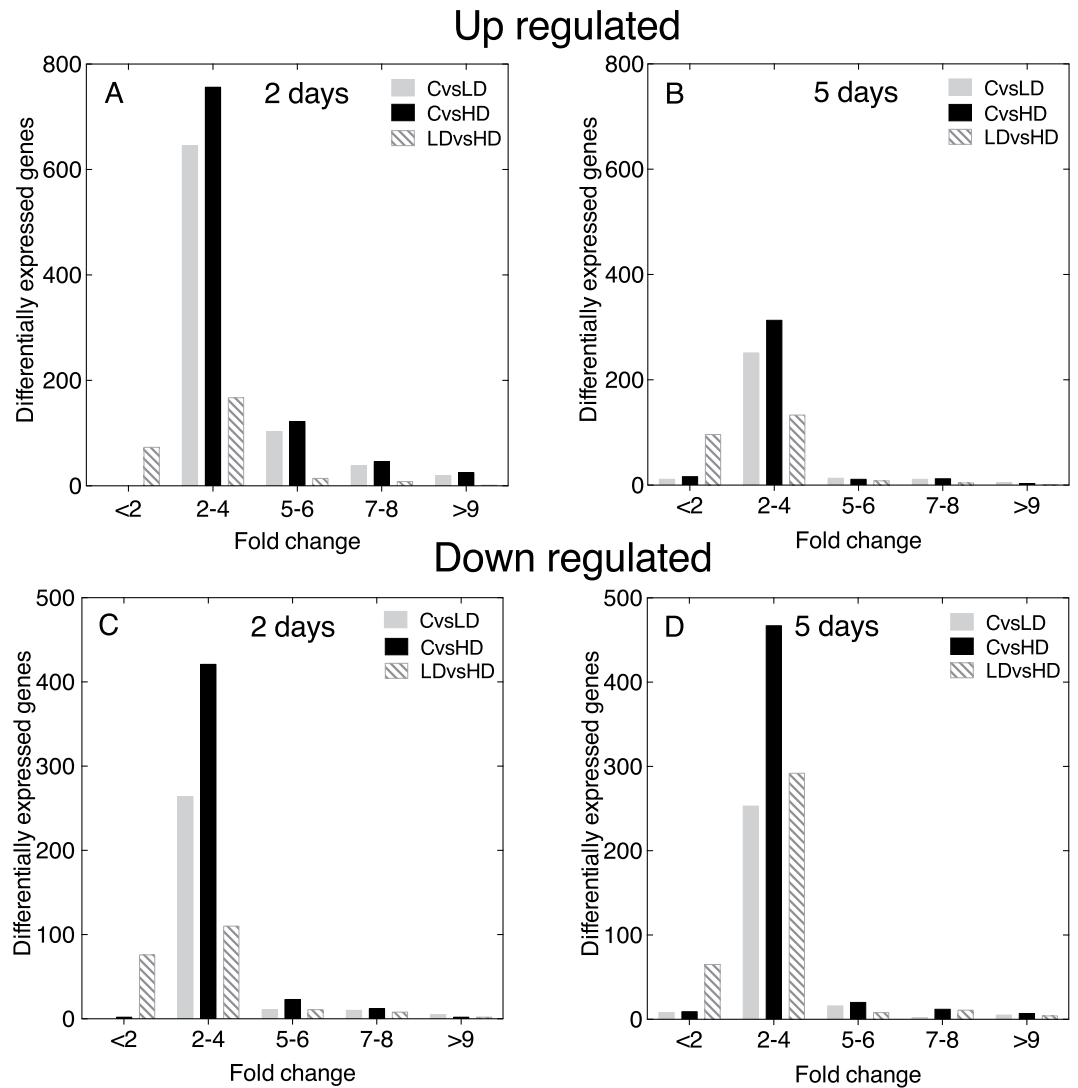 Up regulated
A
2 days
CvsLD
CvsHD
LDvsHD
800
600
400
200
0
Differentially expressed genes
<2
2-4
5-6
7-8
>9
Fold change
B
5 days
CvsLD
CvsHD
LDvsHD
800
600
400
200
0
Differentially expressed genes
<2
2-4
5-6
7-8
>9
Fold change
Down regulated
C
2 days
CvsLD
CvsHD
LDvsHD
500
400
300
200
100
0
Differentially expressed genes
<2
2-4
5-6
7-8
>9
Fold change
D
5 days
CvsLD
CvsHD
LDvsHD
500
400
300
200
100
0
Differentially expressed genes
<2
2-4
5-6
7-8
>9
Fold change